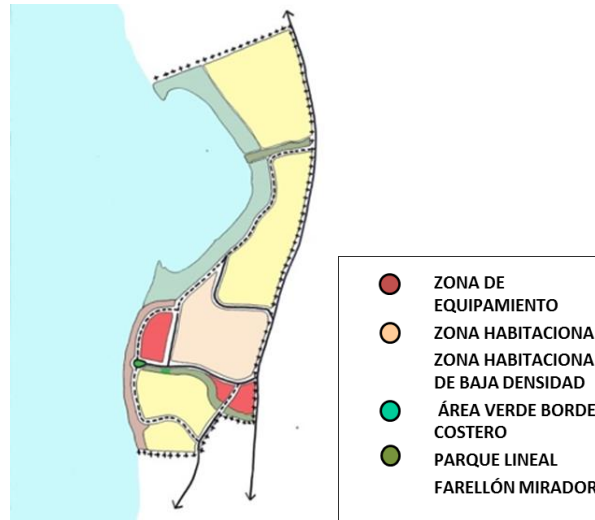 ZONA DE
EQUIPAMIENTO
ZONA HABITACIONA
ZONA HABITACIONA
DE BAJA DENSIDAD
ÁREA VERDE BORDE
COSTERO
PARQUE LINEAL
FARELLÓN MIRADOR